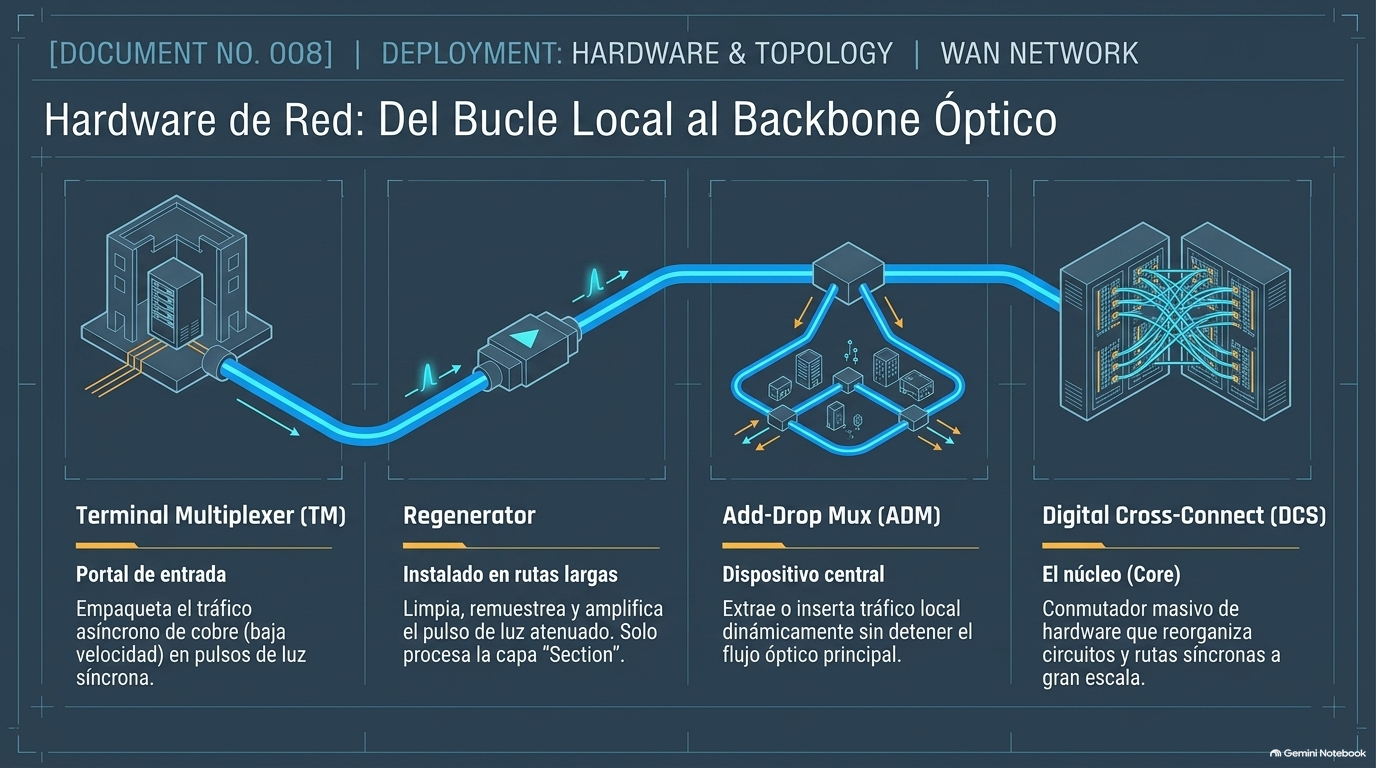 [DOCUMENT NO. 008] | DEPLOYMENT: HARDWARE & TOPOLOGY | WAN NETWORK
Hardware de Red: Del Bucle Local al Backbone Óptico
Terminal Multiplexer (TM)
Portal de entrada
Empaqueta el tráfico
asíncrono de cobre (baja
velocidad) en pulsos de luz
síncrona.
Regenerator
Instalado en rutas largas
Limpia, remuestrea y amplifica
el pulso de luz atenuado. Solo
procesa la capa "Section".
Add-Drop Mux (ADM)
Dispositivo central
Extrae o inserta tráfico local
dinámicamente sin detener el
flujo óptico principal.
Digital Cross-Connect (DCS)
El núcleo (Core)
Conmutador masivo de
hardware que reorganiza
circuitos y rutas síncronas a
gran escala.
Gemini Notebook